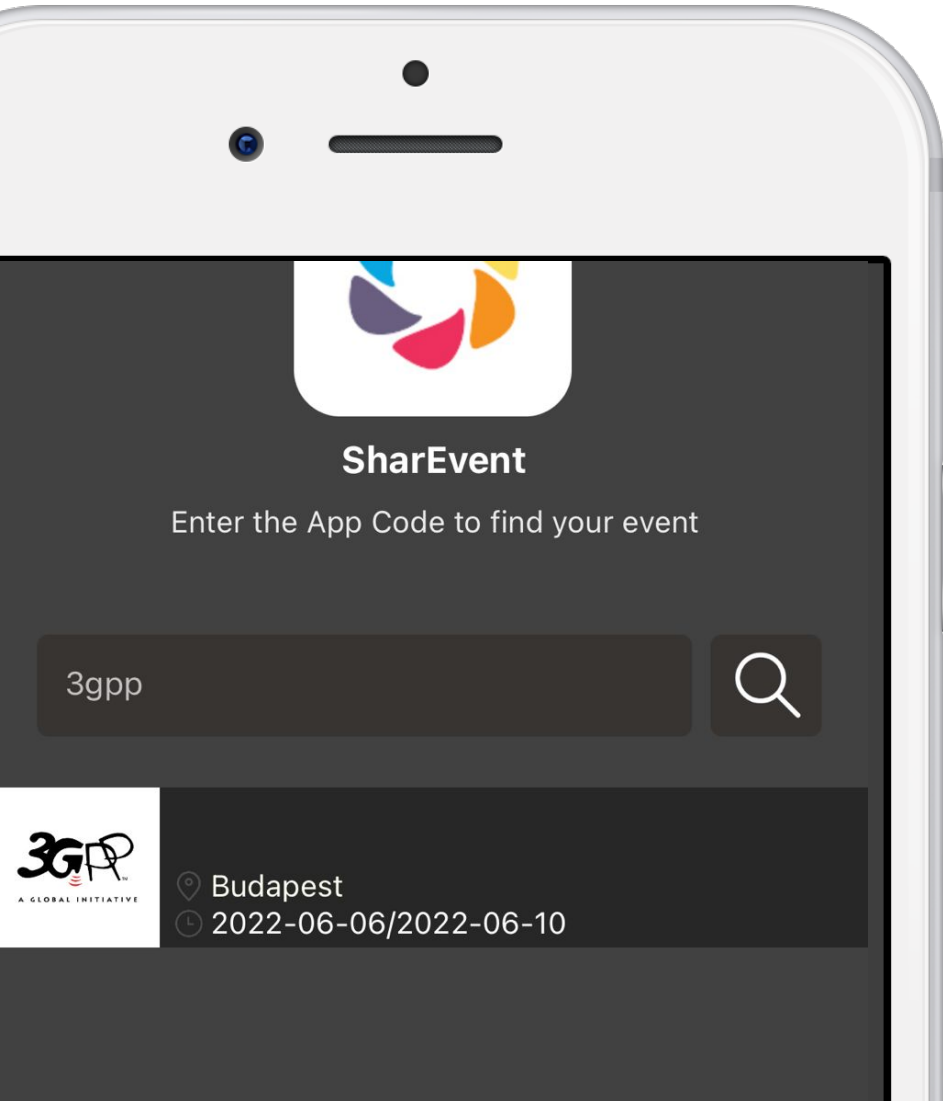 SharEvent
Enter the App Code to find your event
3gpp
3GPP
A GLOBAL INITIATIVE
Budapest
2022-06-06/2022-06-10